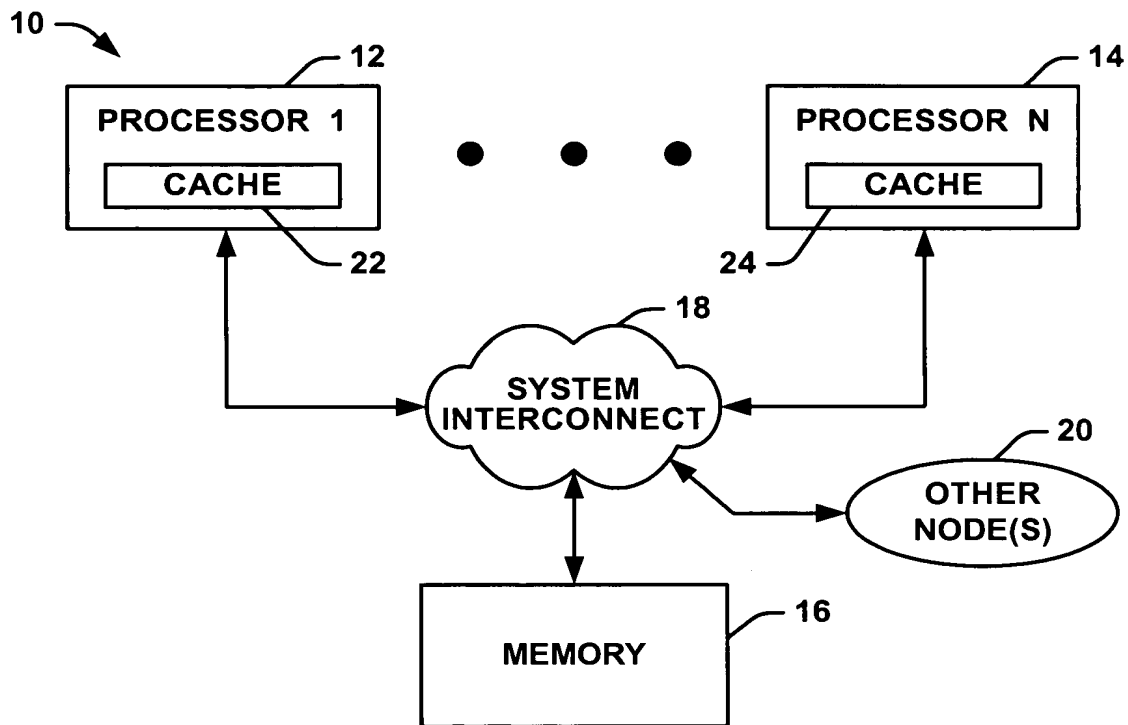 10
12
14
PROCESSOR 1
PROCESSOR N
CACHE
CACHE
22
24
18
SYSTEM
INTERCONNECT
20
OTHER
NODE(S)
16
MEMORY